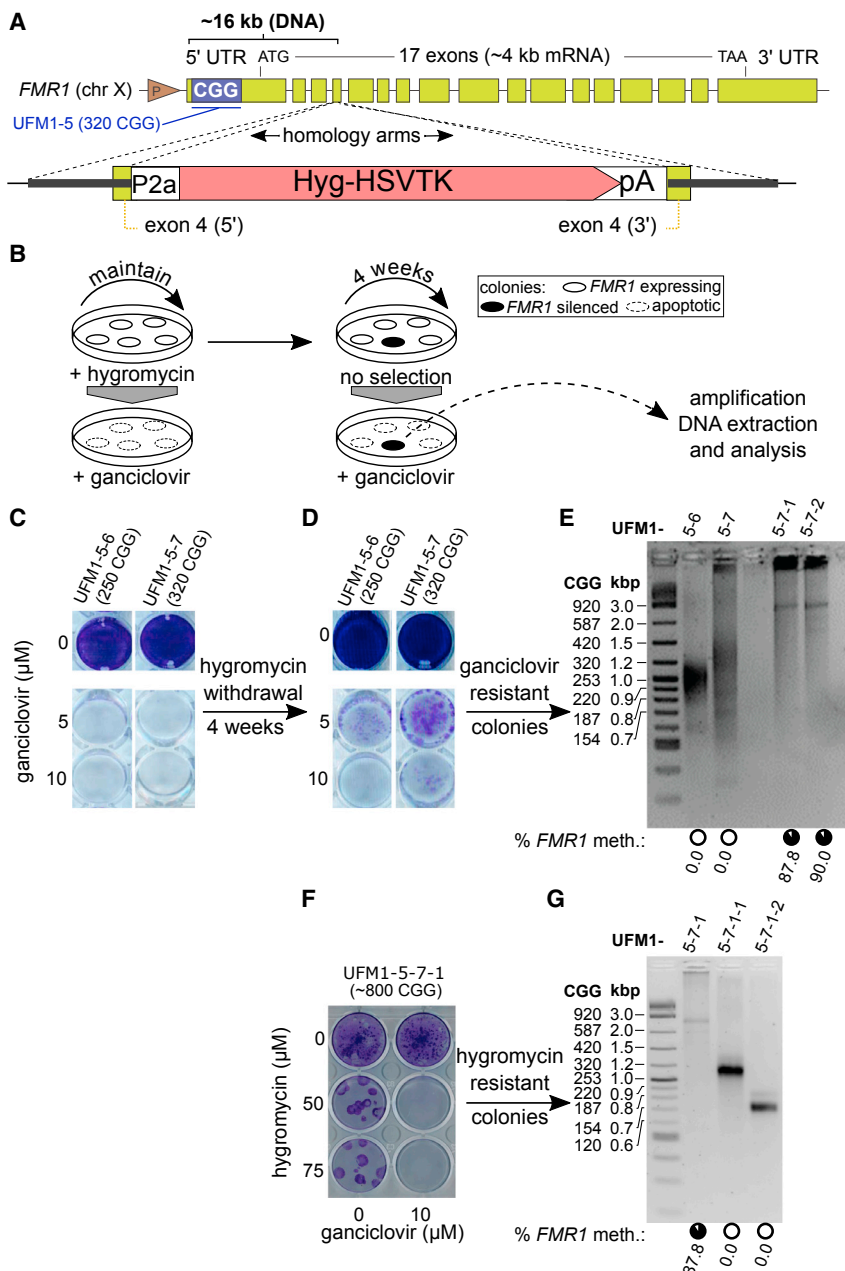 A
~16 kb (DNA)
5' UTR ATG 17 exons (~4 kb mRNA) TAA 3' UTR
FMR1 (chr X) P CGG
UFM1-5 (320 CGG)
homology arms
P2a Hyg-HSVTK pA
exon 4 (5') exon 4 (3')
B
maintain
4 weeks
colonies: FMR1 expressing
FMR1 silenced apoptotic
+ hygromycin
no selection
+ ganciclovir
+ ganciclovir
amplification
DNA extraction
and analysis
C
UFM1-5-6
(250 CGG)
UFM1-5-7
(320 CGG)
ganciclovir (µM)
0
5
10
hygromycin
withdrawal
4 weeks
D
UFM1-5-6
(250 CGG)
UFM1-5-7
(320 CGG)
0
5
10
ganciclovir
resistant
colonies
E
UFM1- 5-6 5-7 5-7-1 5-7-2
CGG kbp
920 3.0
587 2.0
420 1.5
320 1.2
253 1.0
220 0.9
187 0.8
154 0.7
% FMR1 meth.:
0.0 0.0 87.8 90.0
F
UFM1-5-7-1
(~800 CGG)
hygromycin (µM)
0
50
75
0 10
ganciclovir (µM)
hygromycin
resistant
colonies
G
UFM1- 5-7-1 5-7-1-1 5-7-1-2
CGG kbp
920 3.0
587 2.0
420 1.5
320 1.2
253 1.0
220 0.9
187 0.8
154 0.7
120 0.6
% FMR1 meth.:
87.8 0.0 0.0